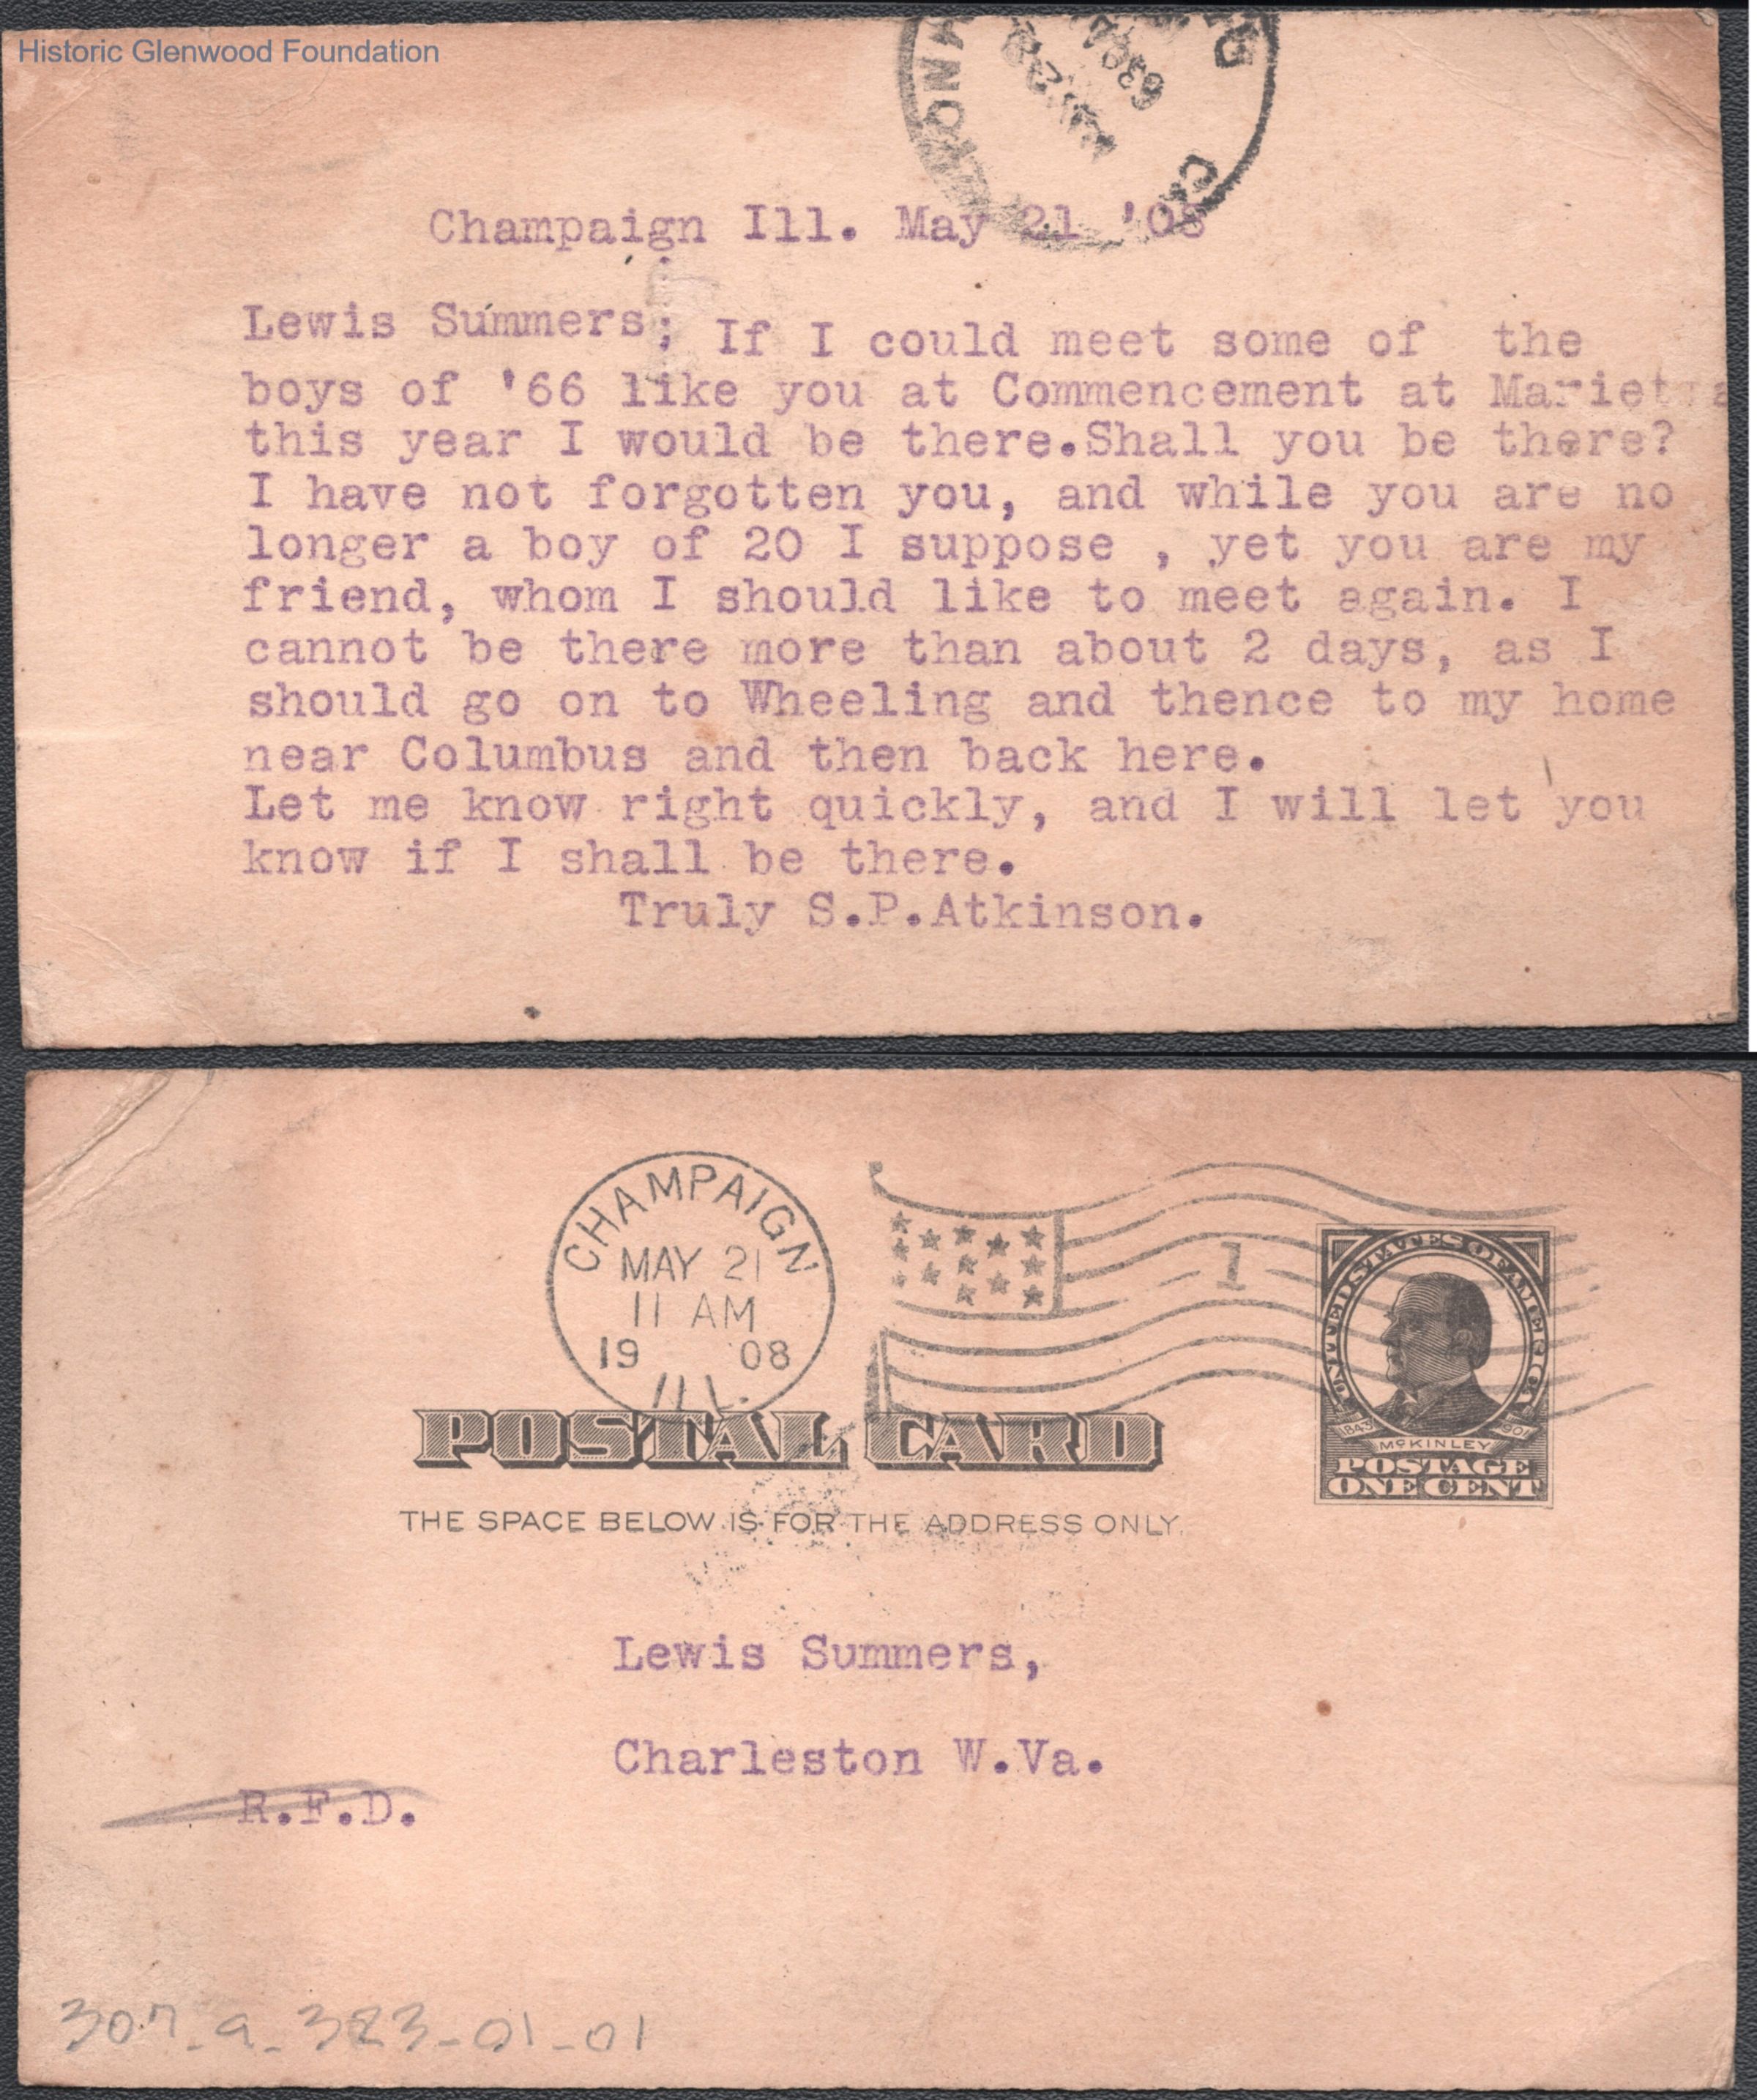 Historic Glenwood Foundation
Champaign Ill. May 21 '08
Lewis Summers; If I could meet some of the
boys of '66 like you at Commencement at Marietta
this year I would be there.Shall you be there?
I have not forgotten you, and while you are no
longer a boy of 20 I suppose , yet you are my
friend, whom I should like to meet again. I
cannot be there more than about 2 days, as I
should go on to Wheeling and thence to my home
near Columbus and then back here.
Let me know right quickly, and I will let you
know if I shall be there.
Truly S.P.Atkinson.
CHAMPAIGN
MAY 21
11 AM
19 08
ILL.
1
UNITED STATES OF AMERICA
1843 McKINLEY 1901
POSTAGE
ONE CENT
POSTAL CARD
THE SPACE BELOW IS FOR THE ADDRESS ONLY.
Lewis Summers,
Charleston W.Va.
R.F.D.
307-a-323-01-01